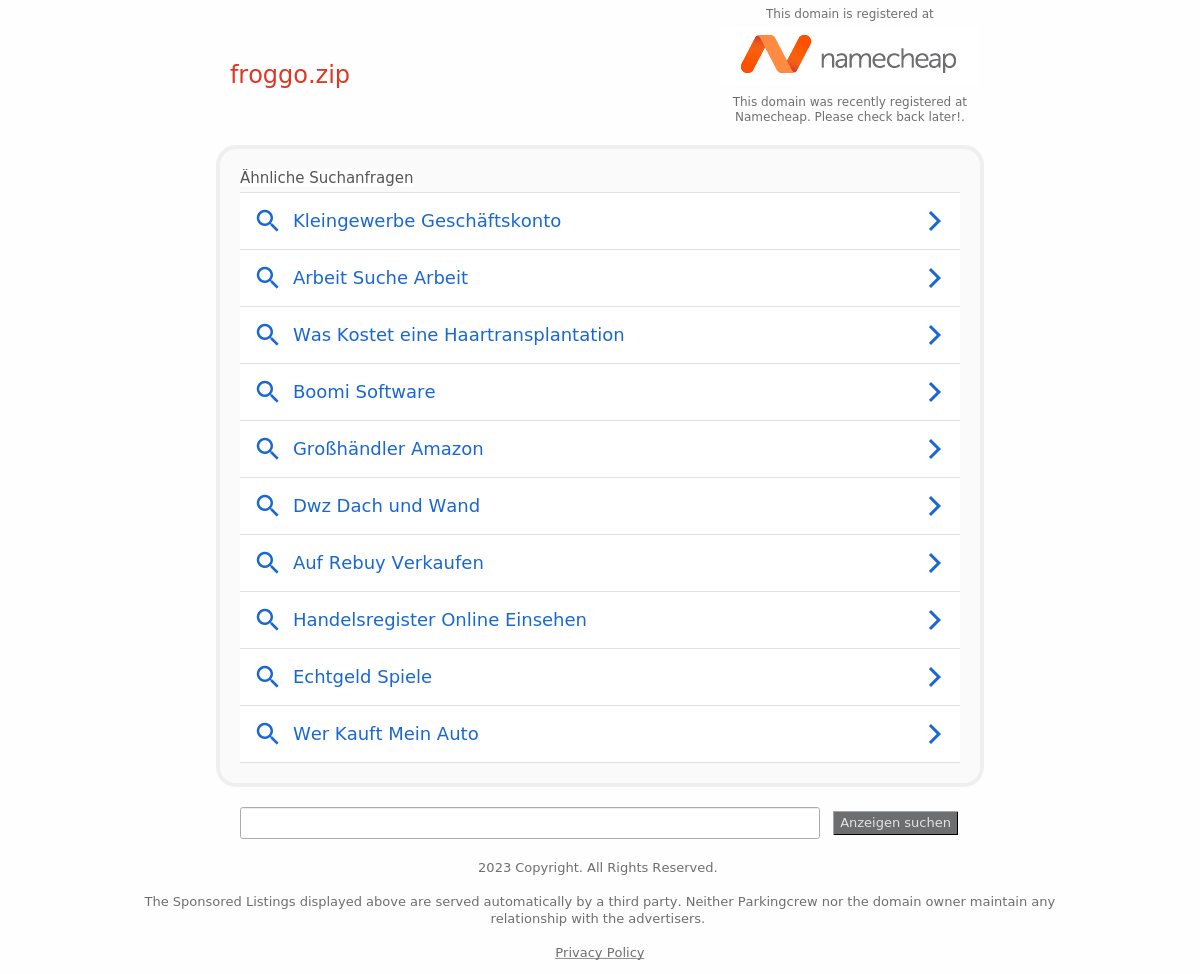 This domain is registered at
namecheap
froggo.zip
This domain was recently registered at
Namecheap. Please check back later!.
Ähnliche Suchanfragen
Kleingewerbe Geschäftskonto
Arbeit Suche Arbeit
Was Kostet eine Haartransplantation
Boomi Software
Großhändler Amazon
Dwz Dach und Wand
Auf Rebuy Verkaufen
Handelsregister Online Einsehen
Echtgeld Spiele
Wer Kauft Mein Auto
Anzeigen suchen
2023 Copyright. All Rights Reserved.
The Sponsored Listings displayed above are served automatically by a third party. Neither Parkingcrew nor the domain owner maintain any
relationship with the advertisers.
Privacy Policy